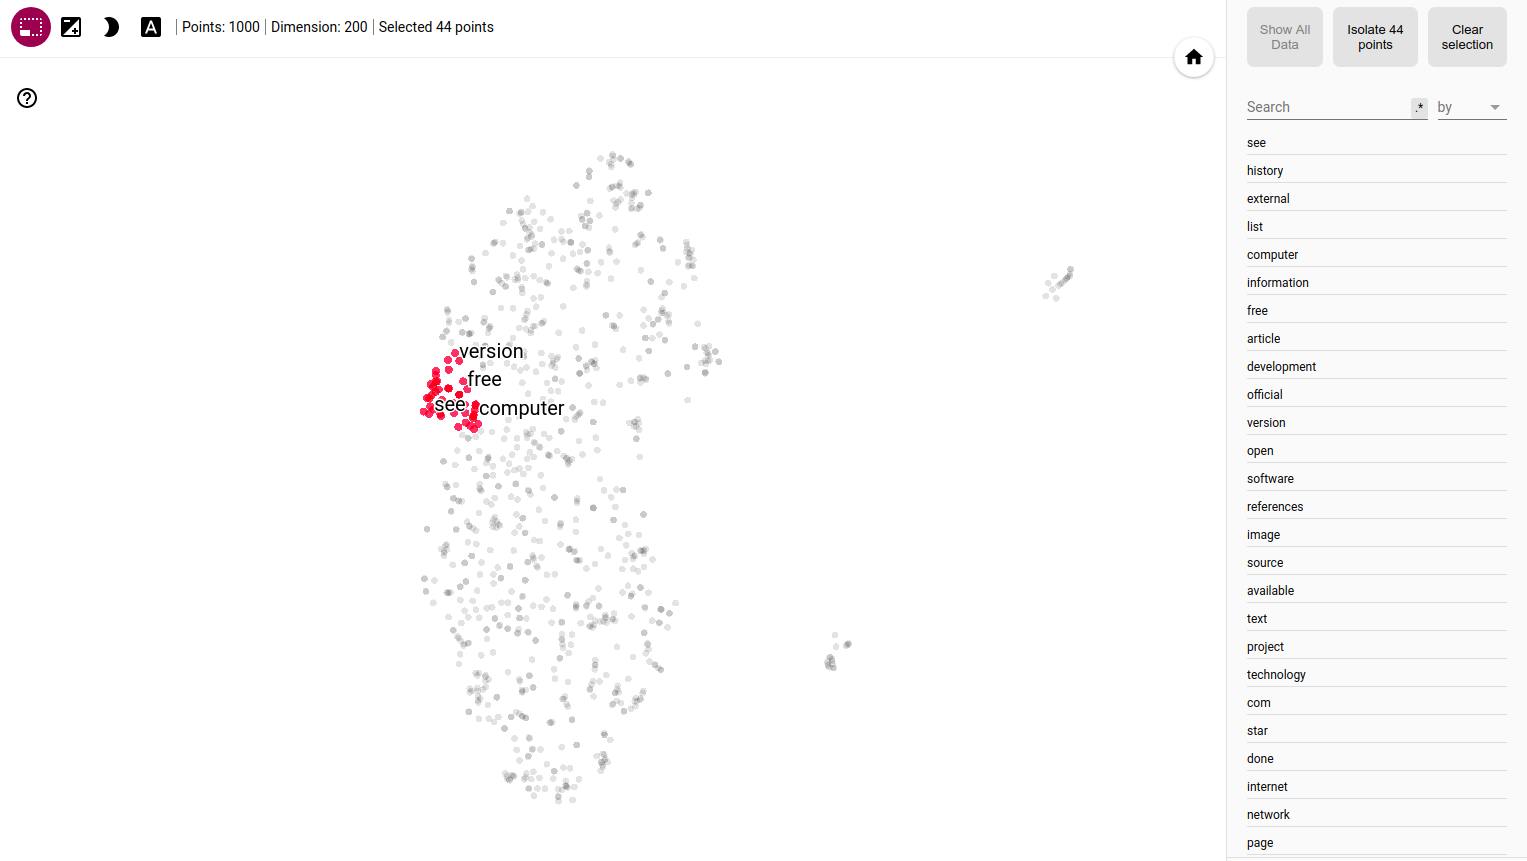 A Points: 1000 Dimension: 200 Selected 44 points
Show All Data
Isolate 44 points
Clear selection
Search .* by
version
free
see
computer
see
history
external
list
computer
information
free
article
development
official
version
open
software
references
image
source
available
text
project
technology
com
star
done
internet
network
page